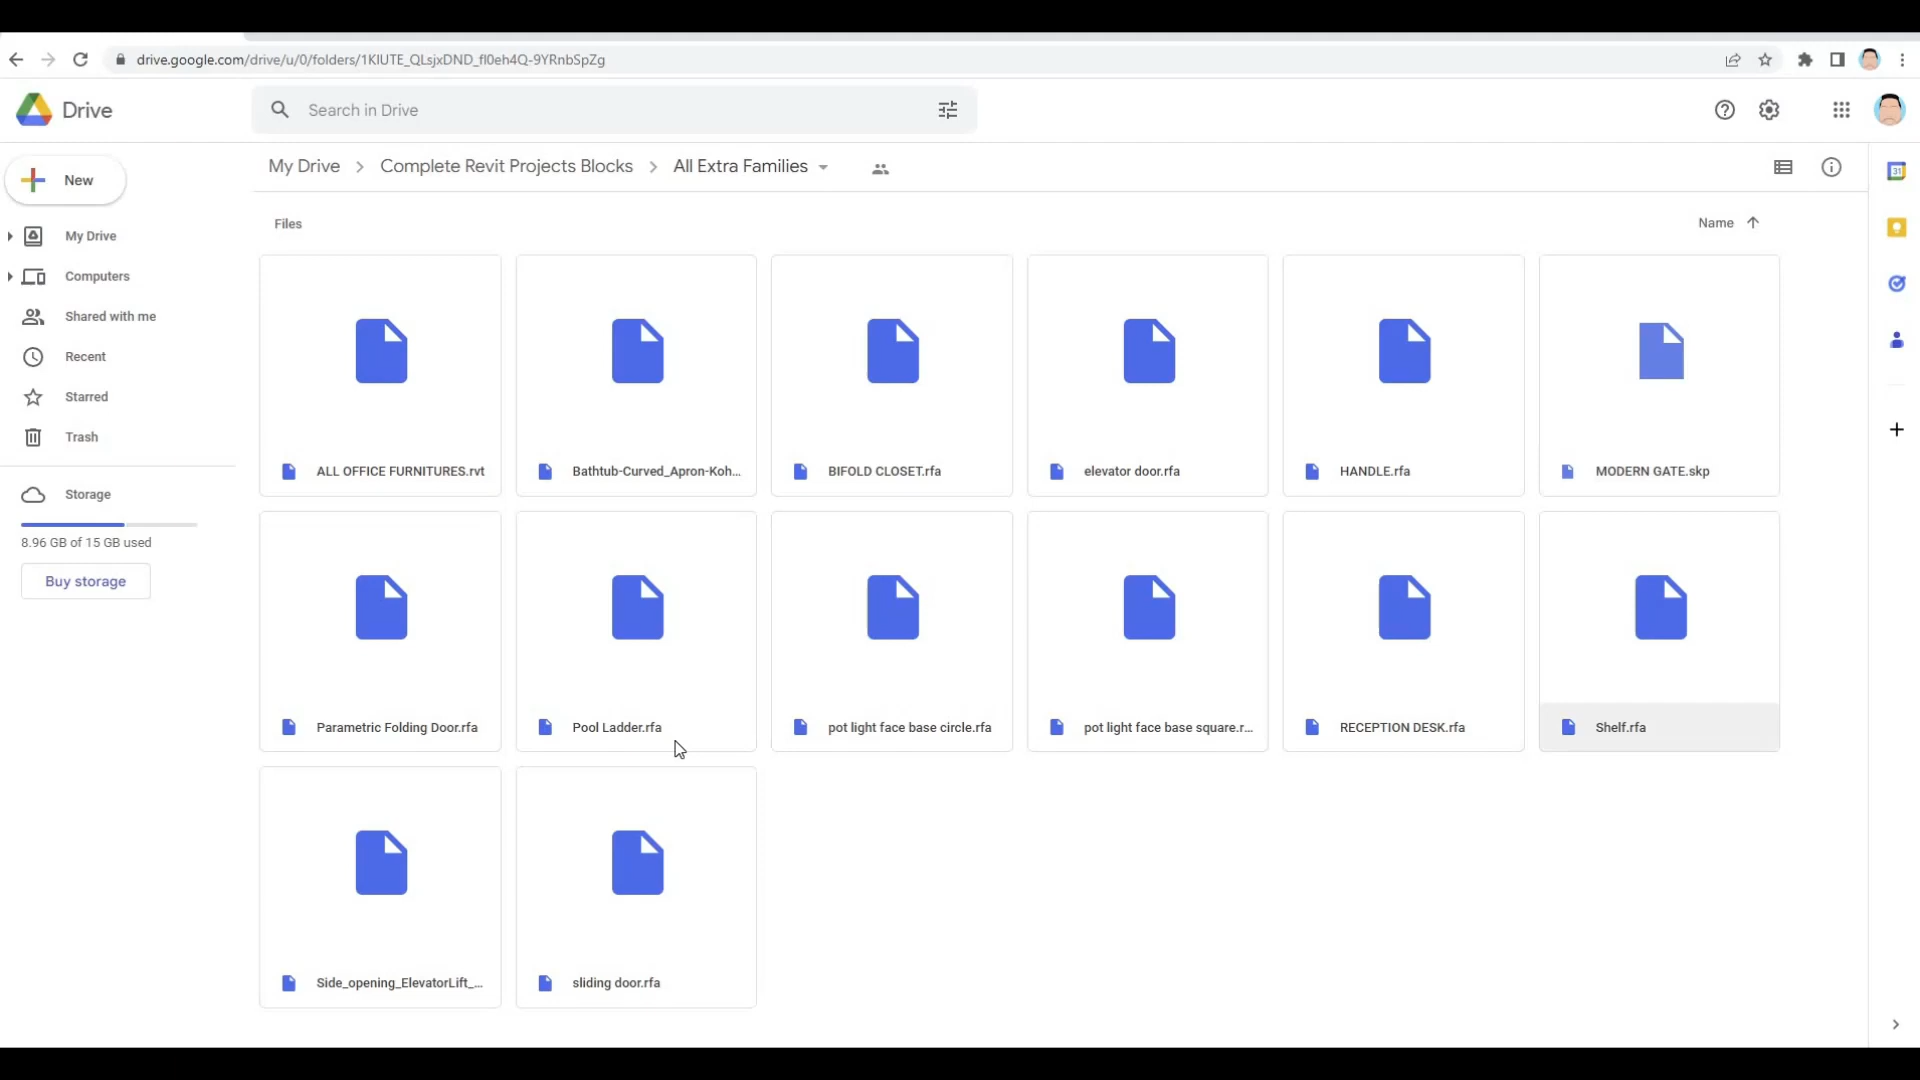 drive.google.com/drive/u/0/folders/1KIUTE_QLsjxDND_fl0eh4Q-9YRnbSpZg
Drive
Search in Drive
New
My Drive > Complete Revit Projects Blocks > All Extra Families
My Drive
Computers
Shared with me
Recent
Starred
Trash
Storage
8.96 GB of 15 GB used
Buy storage
Files
Name
ALL OFFICE FURNITURES.rvt
Bathtub-Curved_Apron-Koh...
BIFOLD CLOSET.rfa
elevator door.rfa
HANDLE.rfa
MODERN GATE.skp
Parametric Folding Door.rfa
Pool Ladder.rfa
pot light face base circle.rfa
pot light face base square.r...
RECEPTION DESK.rfa
Shelf.rfa
Side_opening_ElevatorLift_...
sliding door.rfa
31